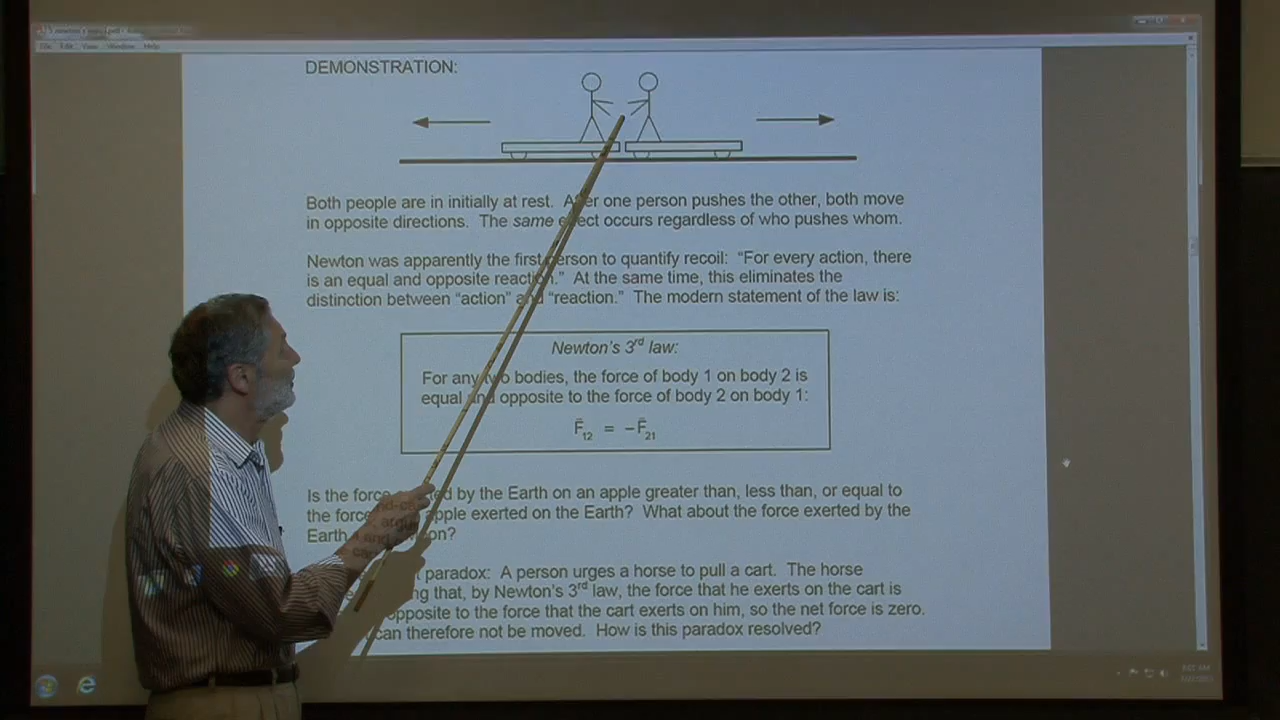 File Edit View Window Help
DEMONSTRATION:
Both people are in initially at rest. After one person pushes the other, both move
in opposite directions. The same effect occurs regardless of who pushes whom.
Newton was apparently the first person to quantify recoil: “For every action, there
is an equal and opposite reaction.” At the same time, this eliminates the
distinction between “action” and “reaction.” The modern statement of the law is:
Newton's 3rd law:
For any two bodies, the force of body 1 on body 2 is
equal and opposite to the force of body 2 on body 1:
F⃗12 = −F⃗21
Is the force exerted by the Earth on an apple greater than, less than, or equal to
the force apple exerted on the Earth? What about the force exerted by the
Earth
paradox: A person urges a horse to pull a cart. The horse
that, by Newton's 3rd law, the force that he exerts on the cart is
opposite to the force that the cart exerts on him, so the net force is zero.
can therefore not be moved. How is this paradox resolved?